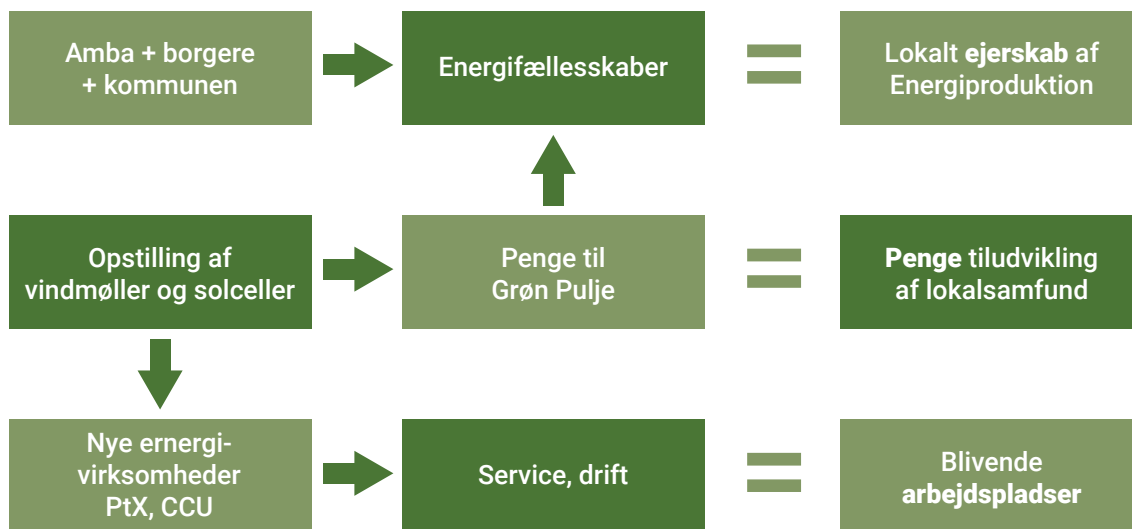 Amba + borgere
+ kommunen
Energifællesskaber
Lokalt ejerskab af
Energiproduktion
Opstilling af
vindmøller og solceller
Penge til
Grøn Pulje
Penge tiludvikling
af lokalsamfund
Nye ernergi-
virksomheder
PtX, CCU
Service, drift
Blivende
arbejdspladser